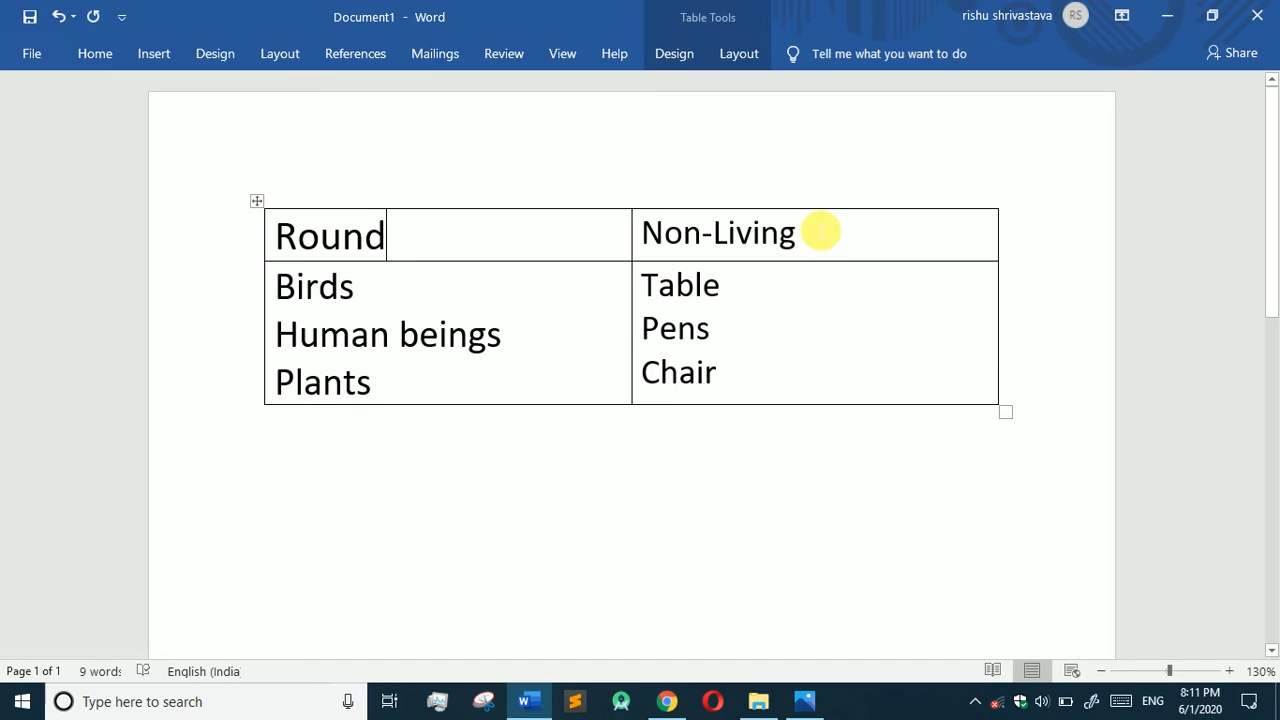 Document1 - Word
Table Tools
rishu shrivastava
RS
File Home Insert Design Layout References Mailings Review View Help Design Layout Tell me what you want to do Share
Round Non-Living
Birds Table
Human beings Pens
Plants Chair
Page 1 of 1 9 words English (India) 130%
Type here to search
ENG
8:11 PM
6/1/2020